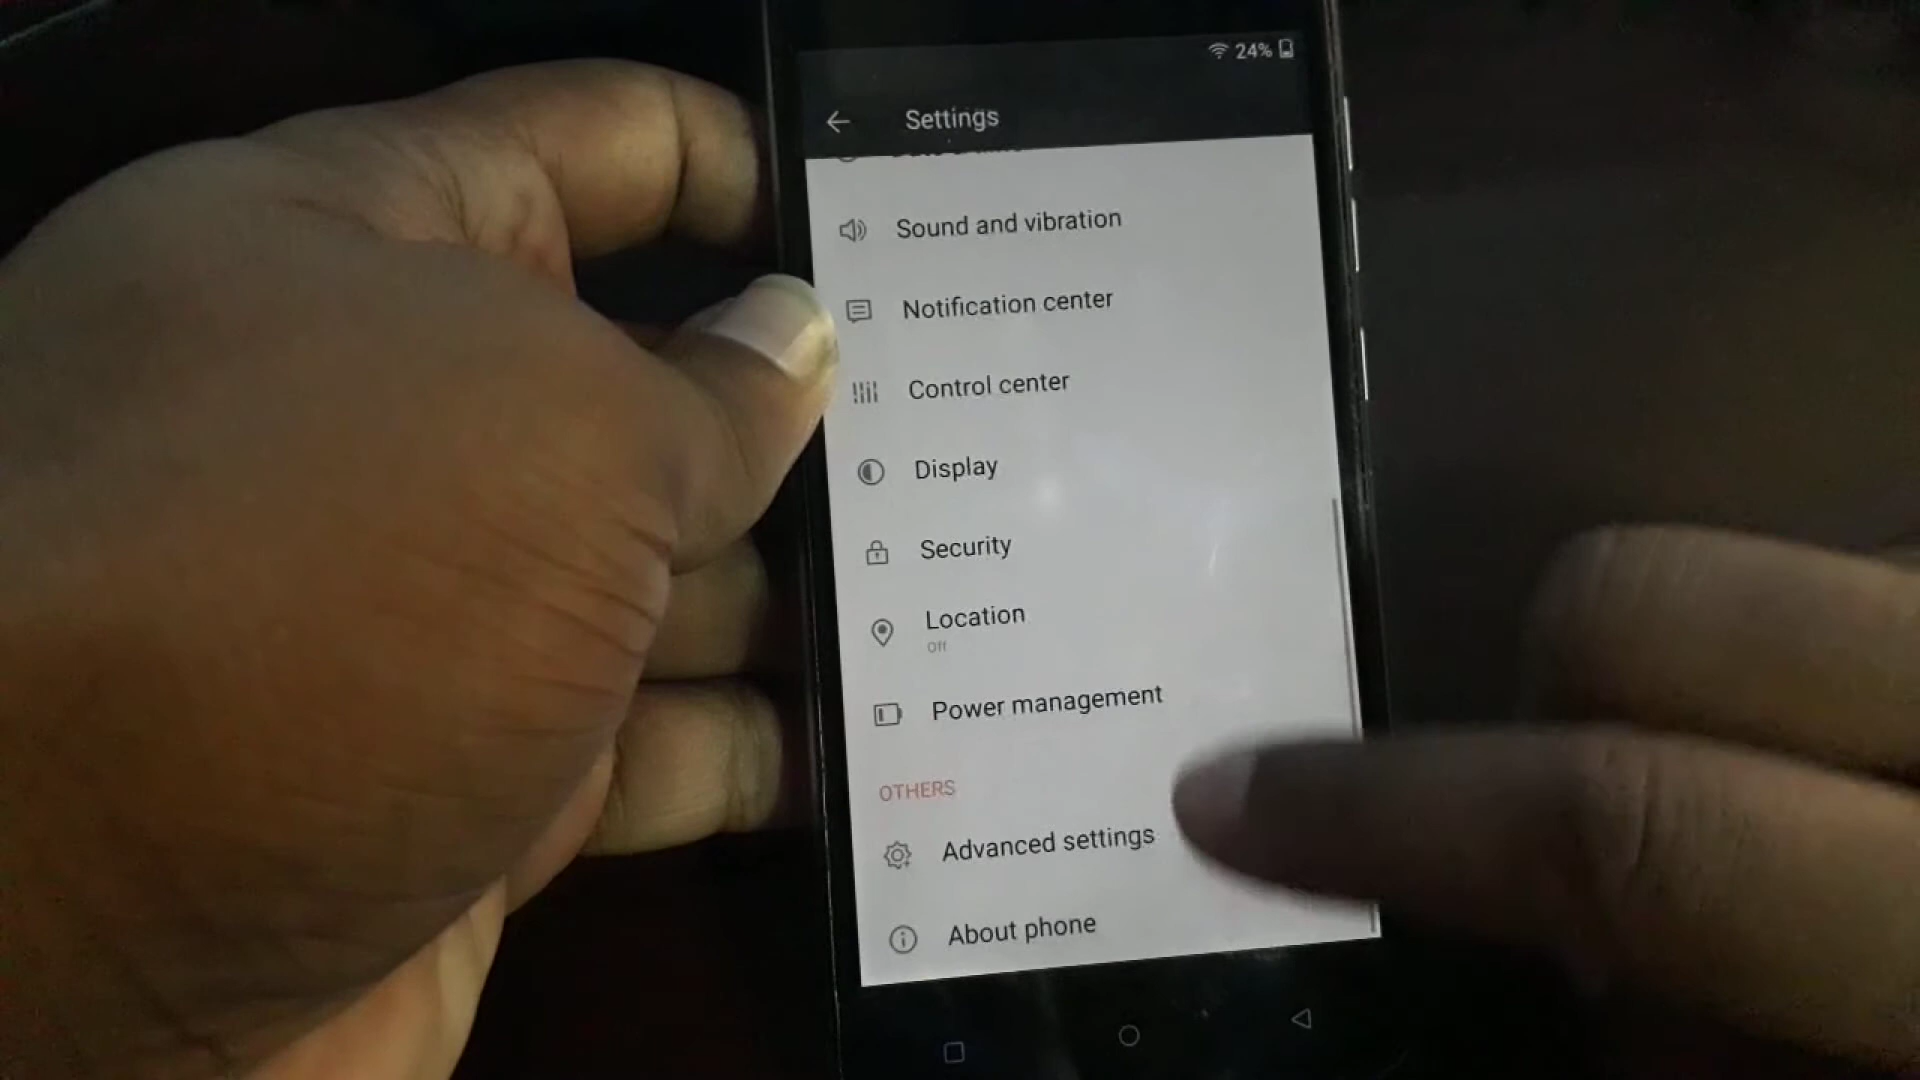 24%
Settings
Sound and vibration
Notification center
Control center
Display
Security
Location
Off
Power management
OTHERS
Advanced settings
About phone